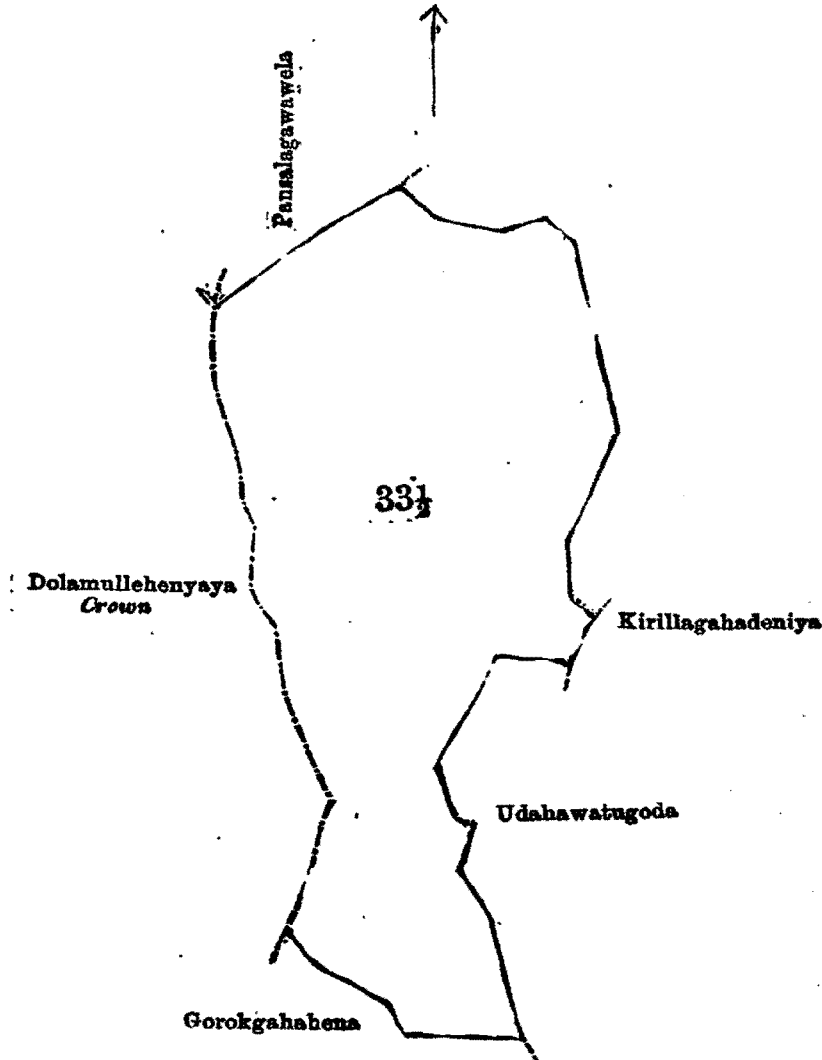 Pansalagawawela
33½
Dolamullehenyaya
Crown
Kirillagahadeniya
Udahawatugoda
Gorokgahahena